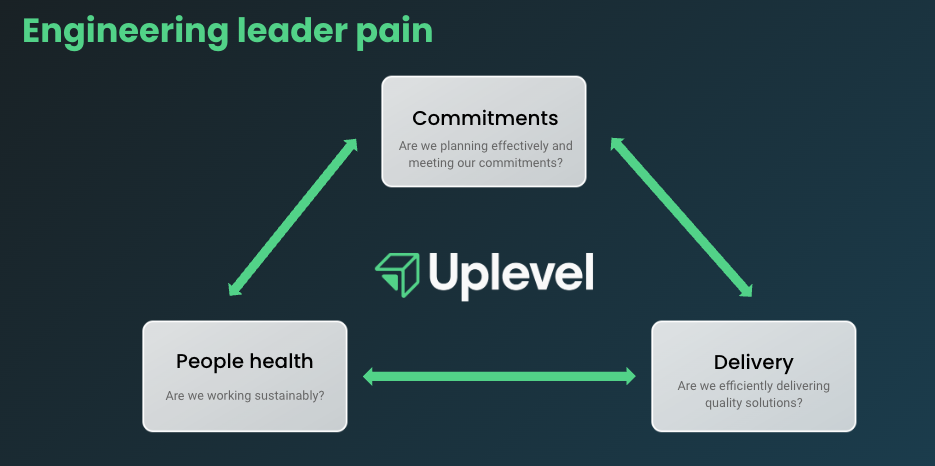 Engineering leader pain
Commitments
Are we planning effectively and
meeting our commitments?
Uplevel
People health
Are we working sustainably?
Delivery
Are we efficiently delivering
quality solutions?